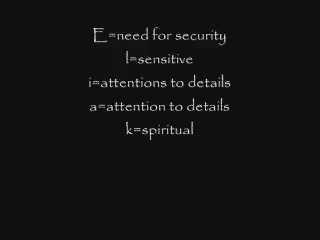 E=need for security
l=sensitive
i=attentions to details
a=attention to details
k=spiritual